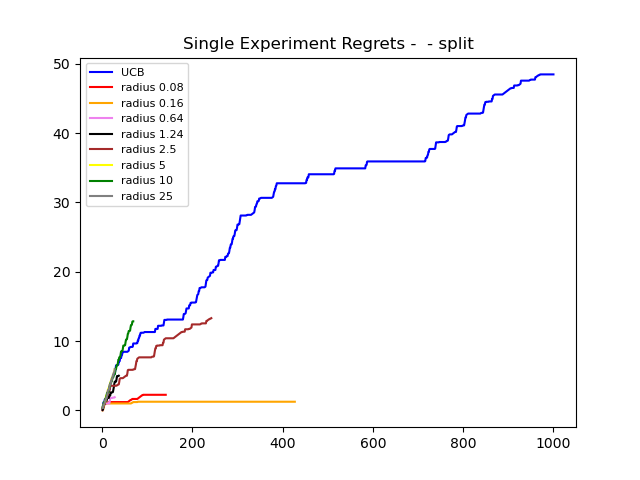 Single Experiment Regrets -  - split
50
40
30
20
10
0
UCB
radius 0.08
radius 0.16
radius 0.64
radius 1.24
radius 2.5
radius 5
radius 10
radius 25
0 200 400 600 800 1000